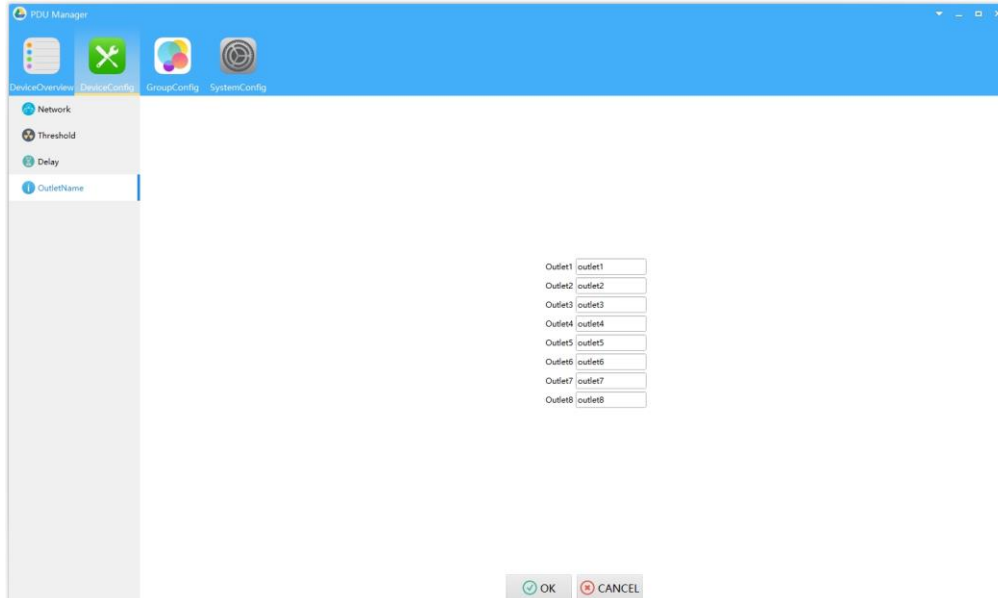 PDU Manager
DeviceOverview DeviceConfig GroupConfig SystemConfig
Network
Threshold
Delay
OutletName
Outlet1 outlet1
Outlet2 outlet2
Outlet3 outlet3
Outlet4 outlet4
Outlet5 outlet5
Outlet6 outlet6
Outlet7 outlet7
Outlet8 outlet8
OK CANCEL